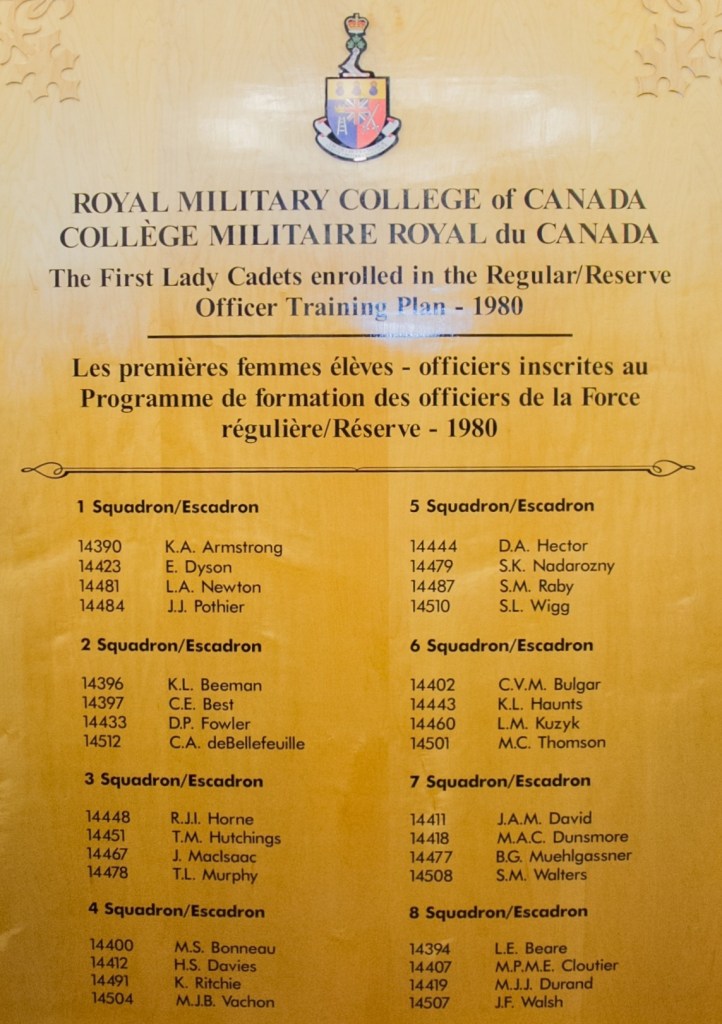 ROYAL MILITARY COLLEGE of CANADA
COLLÈGE MILITAIRE ROYAL du CANADA
The First Lady Cadets enrolled in the Regular/Reserve
Officer Training Plan - 1980
Les premières femmes élèves - officiers inscrites au
Programme de formation des officiers de la Force
régulière/Réserve - 1980
1 Squadron/Escadron
14390 K.A. Armstrong
14423 E. Dyson
14481 L.A. Newton
14484 J.J. Pothier
2 Squadron/Escadron
14396 K.L. Beeman
14397 C.E. Best
14433 D.P. Fowler
14512 C.A. deBellefeuille
3 Squadron/Escadron
14448 R.J.I. Horne
14451 T.M. Hutchings
14467 J. MacIsaac
14478 T.L. Murphy
4 Squadron/Escadron
14400 M.S. Bonneau
14412 H.S. Davies
14491 K. Ritchie
14504 M.J.B. Vachon
5 Squadron/Escadron
14444 D.A. Hector
14479 S.K. Nadarozny
14487 S.M. Raby
14510 S.L. Wigg
6 Squadron/Escadron
14402 C.V.M. Bulgar
14443 K.L. Haunts
14460 L.M. Kuzyk
14501 M.C. Thomson
7 Squadron/Escadron
14411 J.A.M. David
14418 M.A.C. Dunsmore
14477 B.G. Muehlgassner
14508 S.M. Walters
8 Squadron/Escadron
14394 L.E. Beare
14407 M.P.M.E. Cloutier
14419 M.J.J. Durand
14507 J.F. Walsh